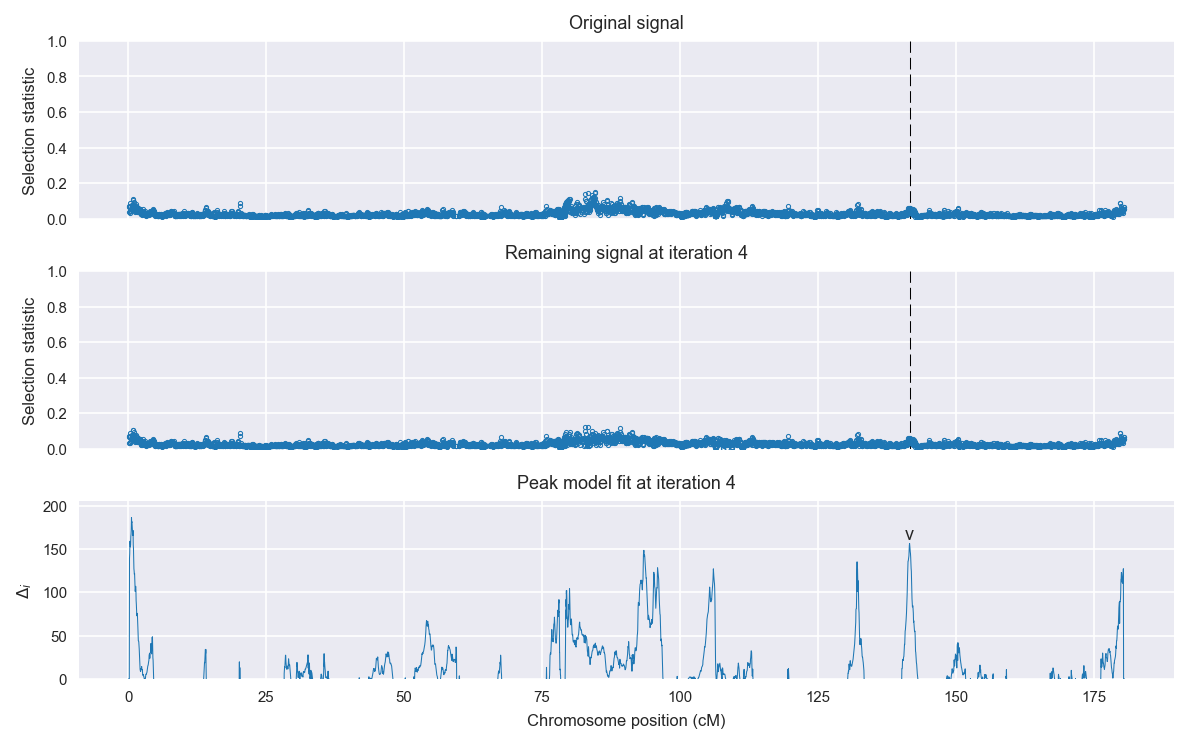 Original signal
1.0
0.8
0.6
0.4
0.2
0.0
Selection statistic
Remaining signal at iteration 4
1.0
0.8
0.6
0.4
0.2
0.0
Selection statistic
Peak model fit at iteration 4
200
150
100
50
0
Δi
v
0 25 50 75 100 125 150 175
Chromosome position (cM)